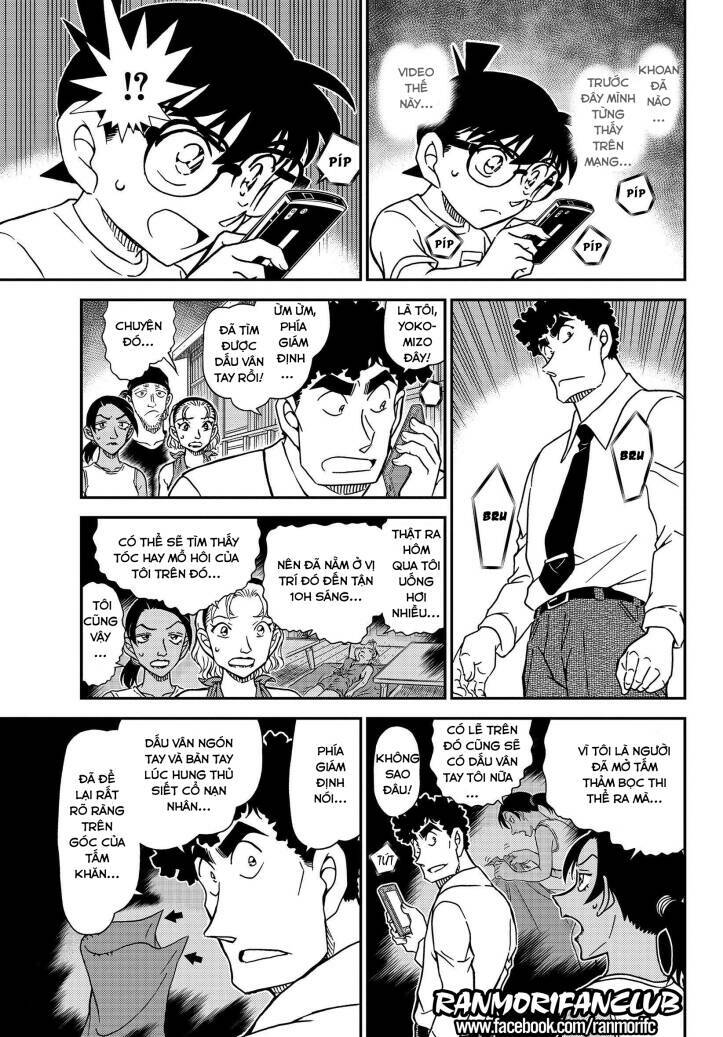 KHOAN
ĐÃ
NÀO...
TRƯỚC
ĐÂY MÌNH
TỪNG
THẤY
TRÊN
MẠNG...
VIDEO
THẾ
NÀY...
PÍP
PÍP
PÍP
!?
PÍP
BRU
BRU
LÀ TÔI,
YOKO-
MIZO
ĐÂY!
ỪM ỪM,
PHÍA
GIÁM
ĐỊNH
...
ĐÃ TÌM
ĐƯỢC
DẤU VÂN
TAY RỒI!
CHUYỆN
ĐÓ...
THẬT RA
HÔM
QUA TÔI
UỐNG
HƠI
NHIỀU...
NÊN ĐÃ NẰM Ở VỊ
TRÍ ĐÓ ĐẾN TẬN
10H SÁNG...
CÓ THỂ SẼ TÌM THẤY
TÓC HAY MỒ HÔI CỦA
TÔI TRÊN ĐÓ...
TÔI
CŨNG
VẬY
...
VÌ TÔI LÀ NGƯỜI
ĐÃ MỞ TẤM
THẢM BỌC THI
THỂ RA MÀ...
CÓ LẼ TRÊN
ĐÓ CŨNG SẼ
CÓ DẤU VÂN
TAY TÔI NỮA
...
KHÔNG
SAO
ĐÂU!
TÚT
PHÍA
GIÁM
ĐỊNH
NÓI...
DẤU VÂN NGÓN
TAY VÀ BÀN TAY
LÚC HUNG THỦ
SIẾT CỔ NẠN
NHÂN...
ĐÃ ĐỂ
LẠI RẤT
RÕ RÀNG
TRÊN
GÓC CỦA
TẤM
KHĂN...
RANMORIFANCLUB
www.facebook.com/ranmorifc